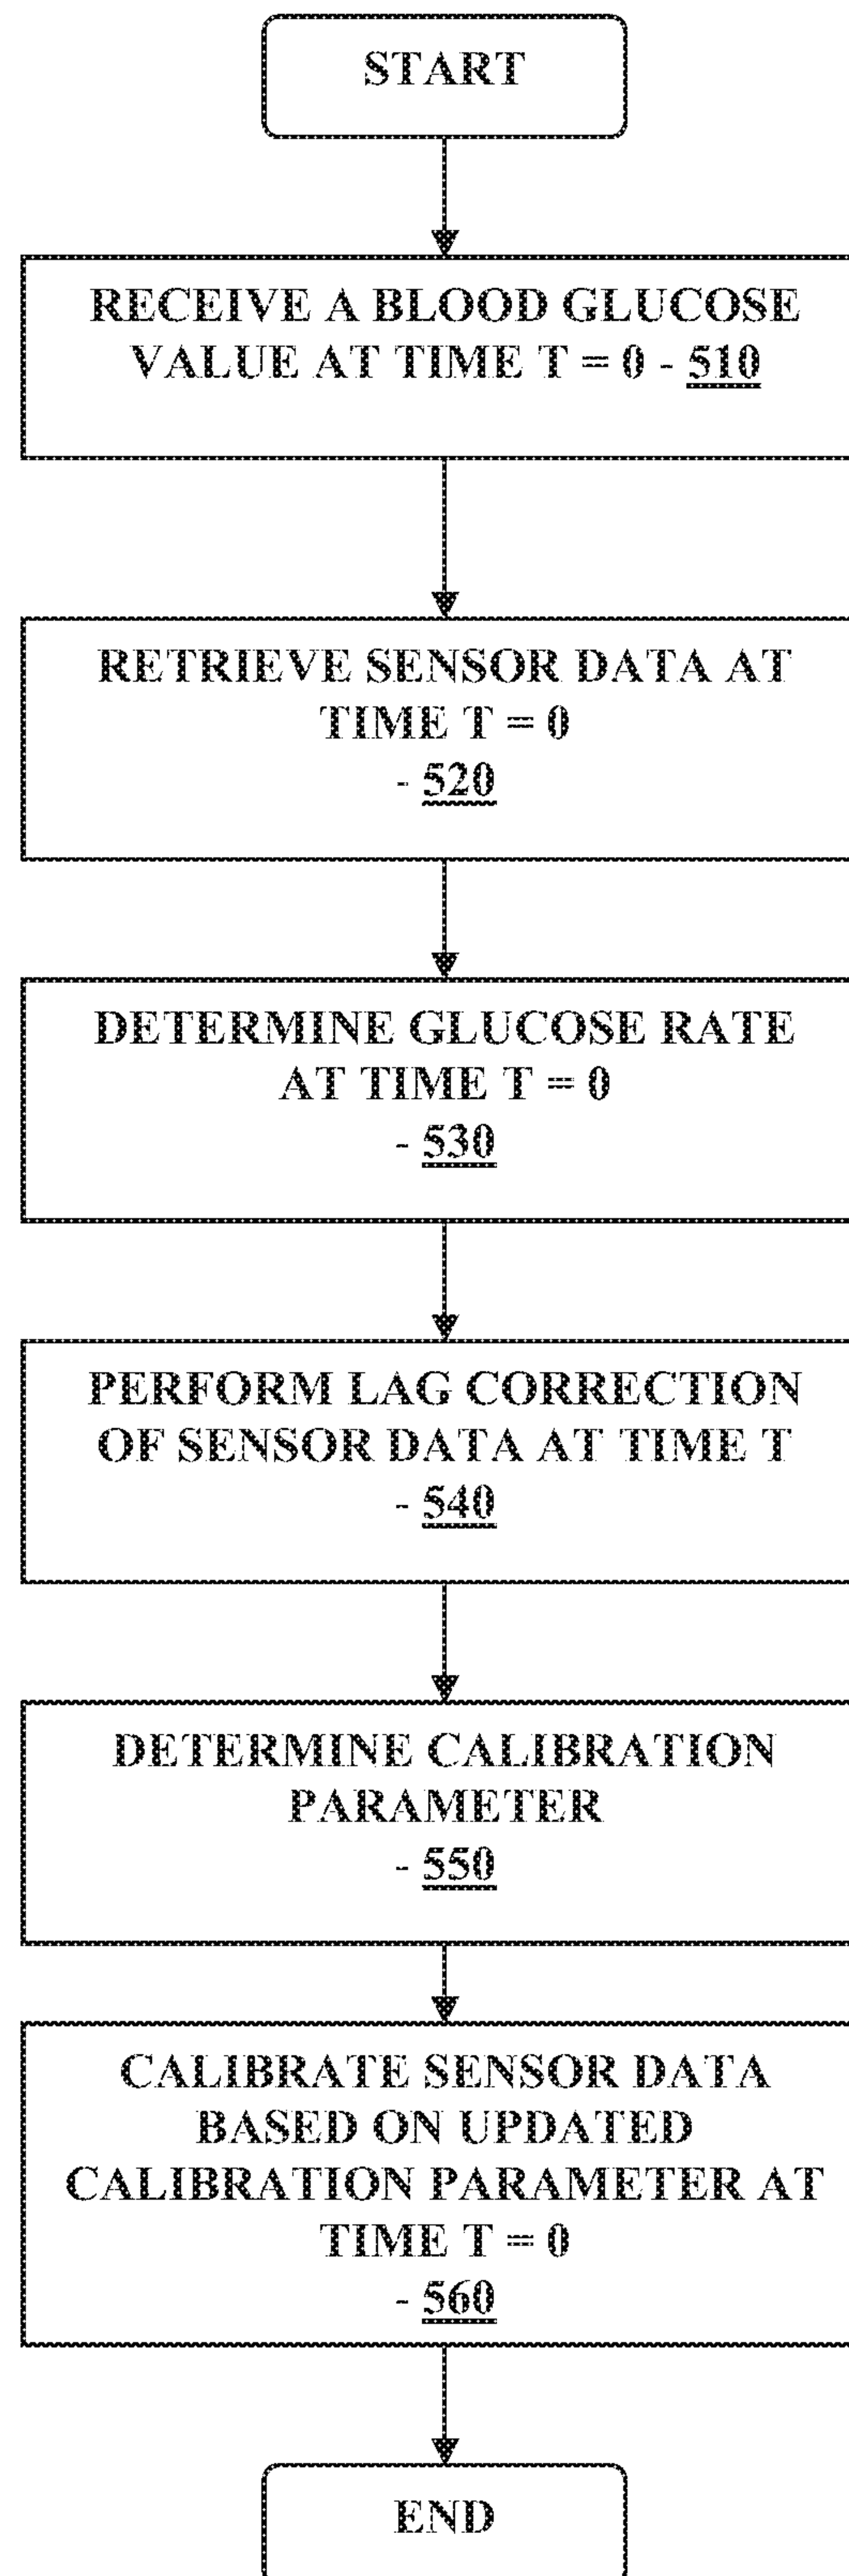 START
RECEIVE A BLOOD GLUCOSE
VALUE AT TIME T = 0 - 510
RETRIEVE SENSOR DATA AT
TIME T = 0
- 520
DETERMINE GLUCOSE RATE
AT TIME T = 0
- 530
PERFORM LAG CORRECTION
OF SENSOR DATA AT TIME T
- 540
DETERMINE CALIBRATION
PARAMETER
- 550
CALIBRATE SENSOR DATA
BASED ON UPDATED
CALIBRATION PARAMETER AT
TIME T = 0
- 560
END